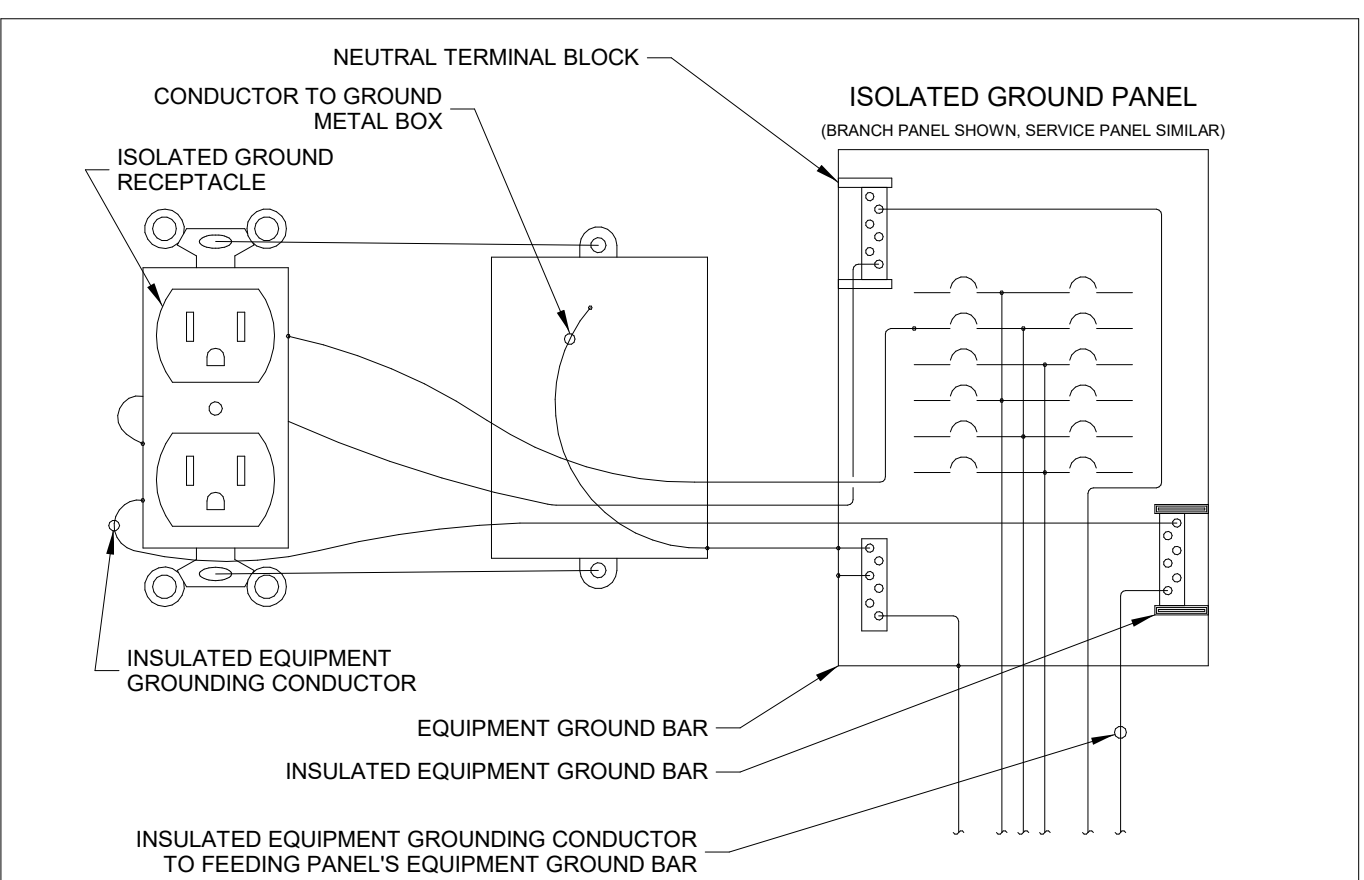 NEUTRAL TERMINAL BLOCK
CONDUCTOR TO GROUND
METAL BOX
ISOLATED GROUND
RECEPTACLE
ISOLATED GROUND PANEL
(BRANCH PANEL SHOWN, SERVICE PANEL SIMILAR)
INSULATED EQUIPMENT
GROUNDING CONDUCTOR
EQUIPMENT GROUND BAR
INSULATED EQUIPMENT GROUND BAR
INSULATED EQUIPMENT GROUNDING CONDUCTOR
TO FEEDING PANEL'S EQUIPMENT GROUND BAR